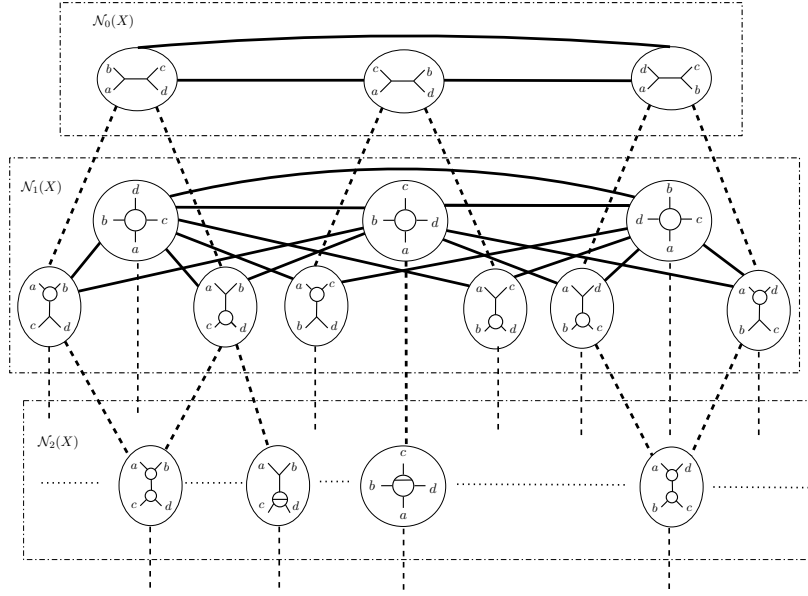 𝒩₀(X)
b c c b d c
a d a d a b
𝒩₁(X)
d c b
b c b d d c
a a a
a b a b a c a c a d a d
c d c d b d b d b c b c
𝒩₂(X)
a b a b c a d
b d
c d c d a b c